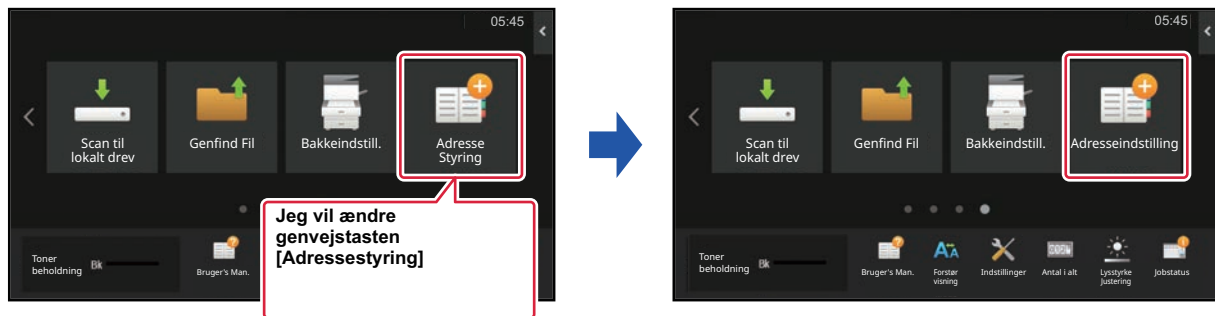 05:45
Scan til
lokalt drev
Genfind Fil
Bakkeindstill.
Adresse
Styring
Jeg vil ændre
genvejstasten
[Adressestyring]
Toner
beholdning
Bk
Bruger's Man.
05:45
Scan til
lokalt drev
Genfind Fil
Bakkeindstill.
Adresseindstilling
Toner
beholdning
Bk
Bruger's Man.
Forstør
visning
Indstillinger
Antal i alt
Lysstyrke
Justering
Jobstatus